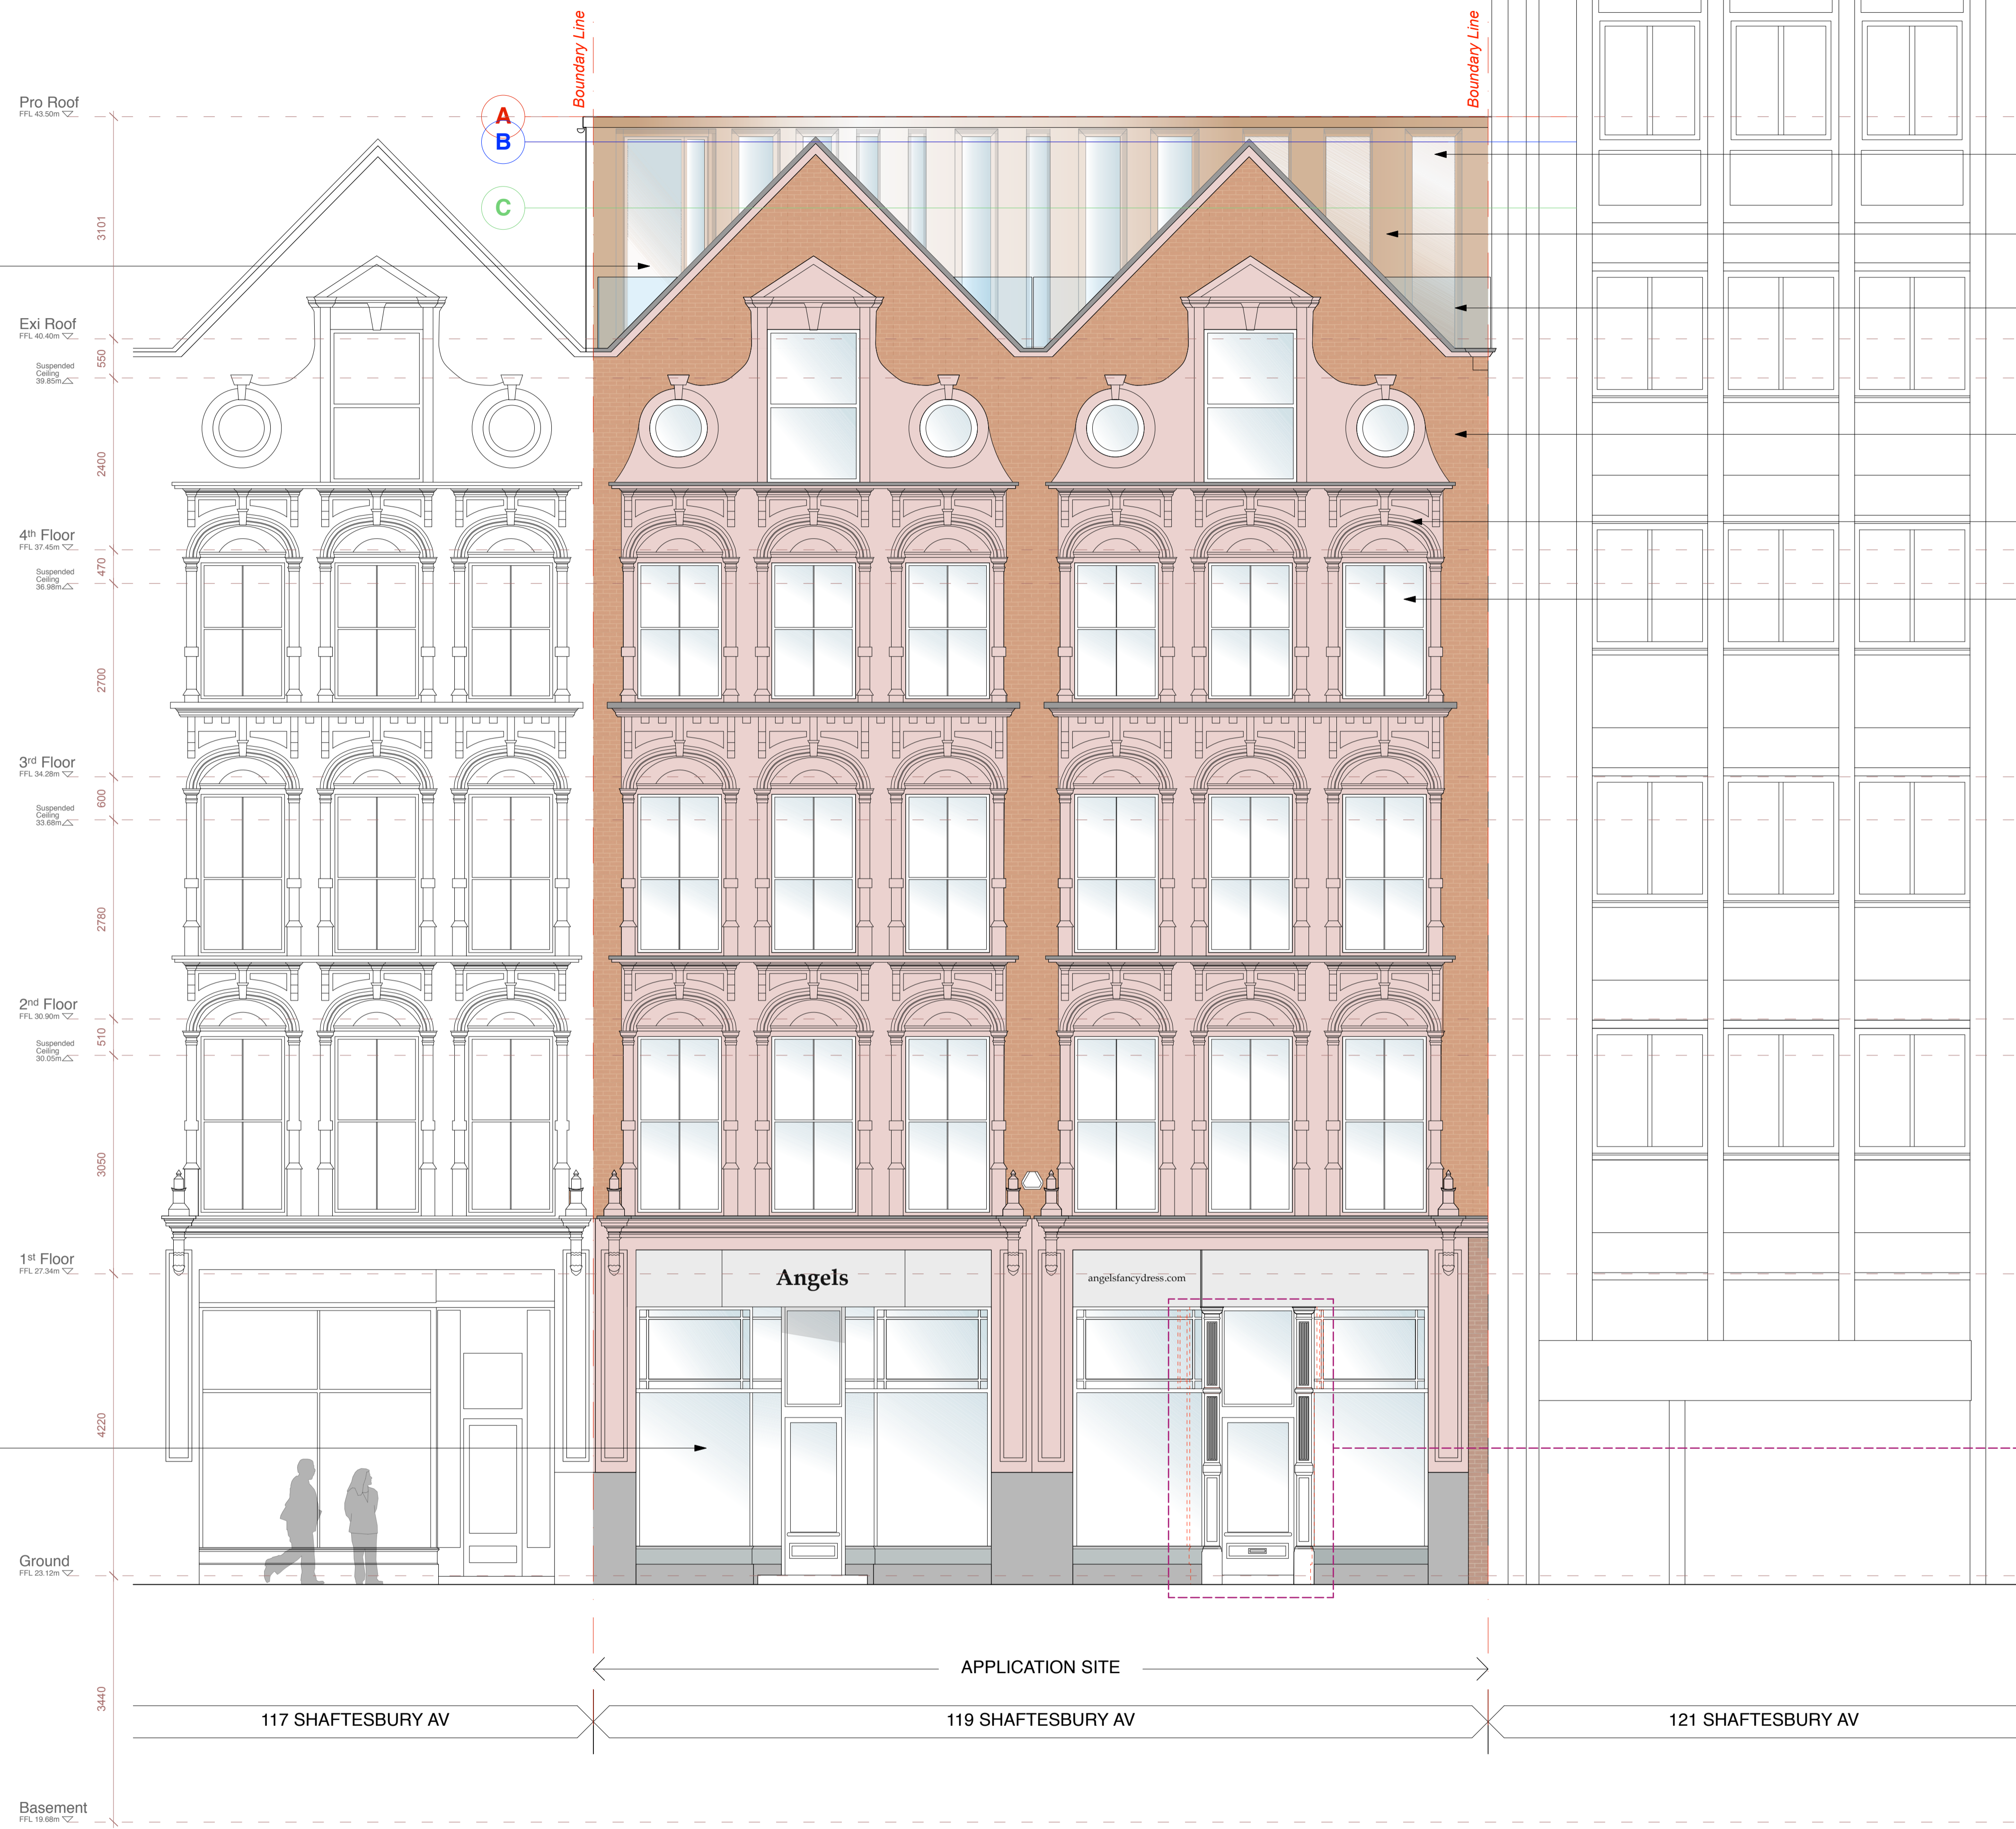 Boundary Line
Boundary Line
Pro Roof
FFL 43.50m
A
B
C
3101
Exi Roof
FFL 40.40m
550
Suspended
Ceiling
39.85m
2400
4th Floor
FFL 37.45m
470
Suspended
Ceiling
36.98m
2700
3rd Floor
FFL 34.28m
600
Suspended
Ceiling
33.68m
2780
2nd Floor
FFL 30.90m
510
Suspended
Ceiling
30.05m
3050
1st Floor
FFL 27.34m
Angels
angelsfancydress.com
4220
Ground
FFL 23.12m
APPLICATION SITE
3440
117 SHAFTESBURY AV
119 SHAFTESBURY AV
121 SHAFTESBURY AV
Basement
FFL 19.68m